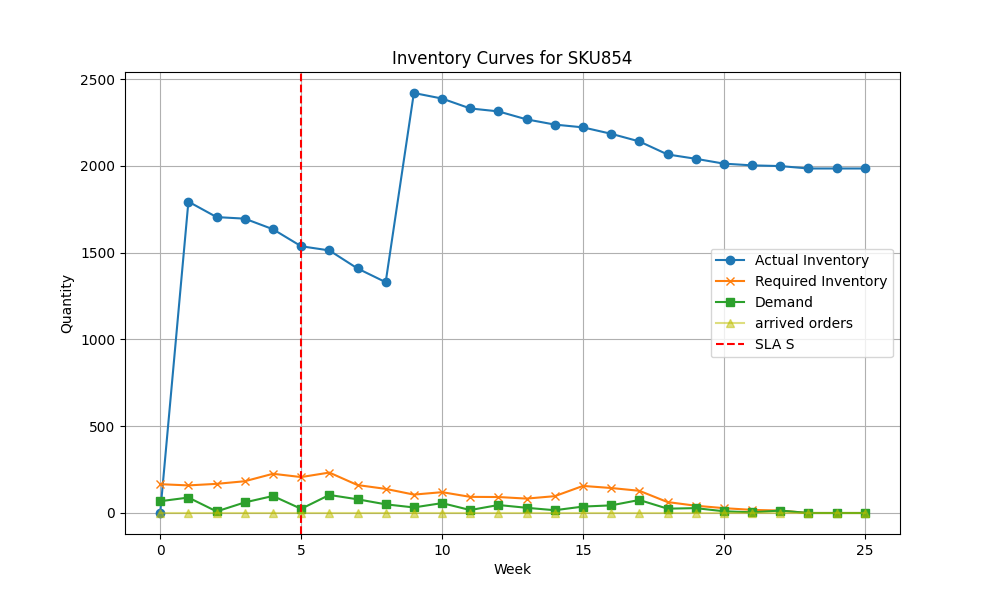 Inventory Curves for SKU854
Quantity
2500
2000
1500
1000
500
0
0 5 10 15 20 25
Week
Actual Inventory
Required Inventory
Demand
arrived orders
SLA S